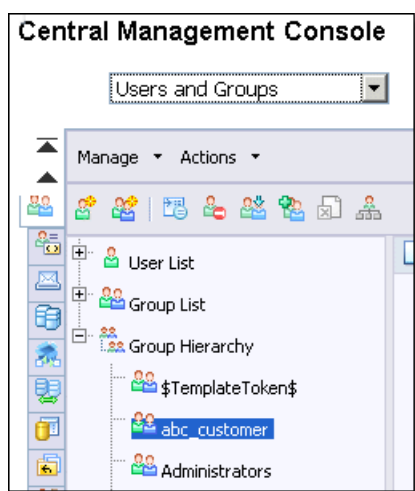 Central Management Console
Users and Groups
Manage Actions
User List
Group List
Group Hierarchy
$TemplateToken$
abc_customer
Administrators